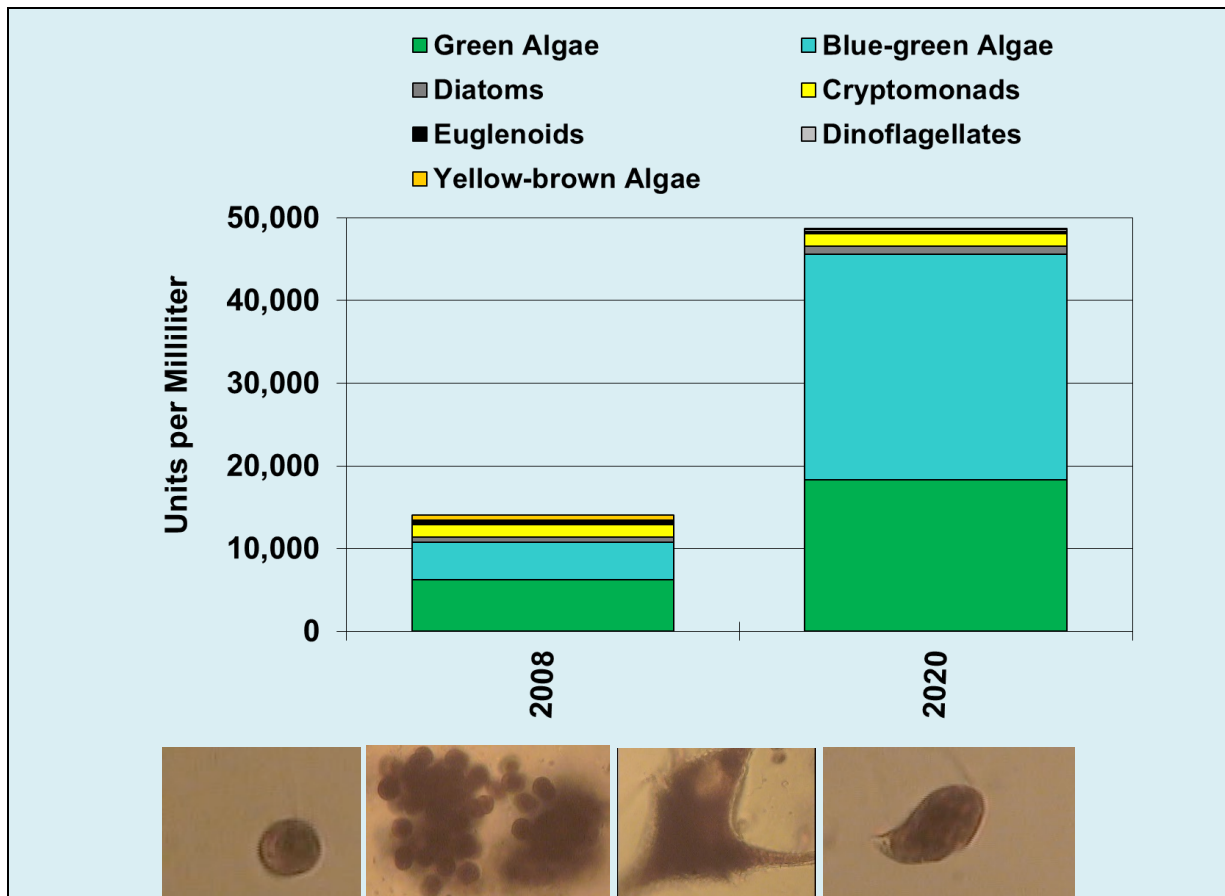 Green Algae
Blue-green Algae
Diatoms
Cryptomonads
Euglenoids
Dinoflagellates
Yellow-brown Algae
50,000
40,000
30,000
20,000
10,000
0
Units per Milliliter
2008
2020